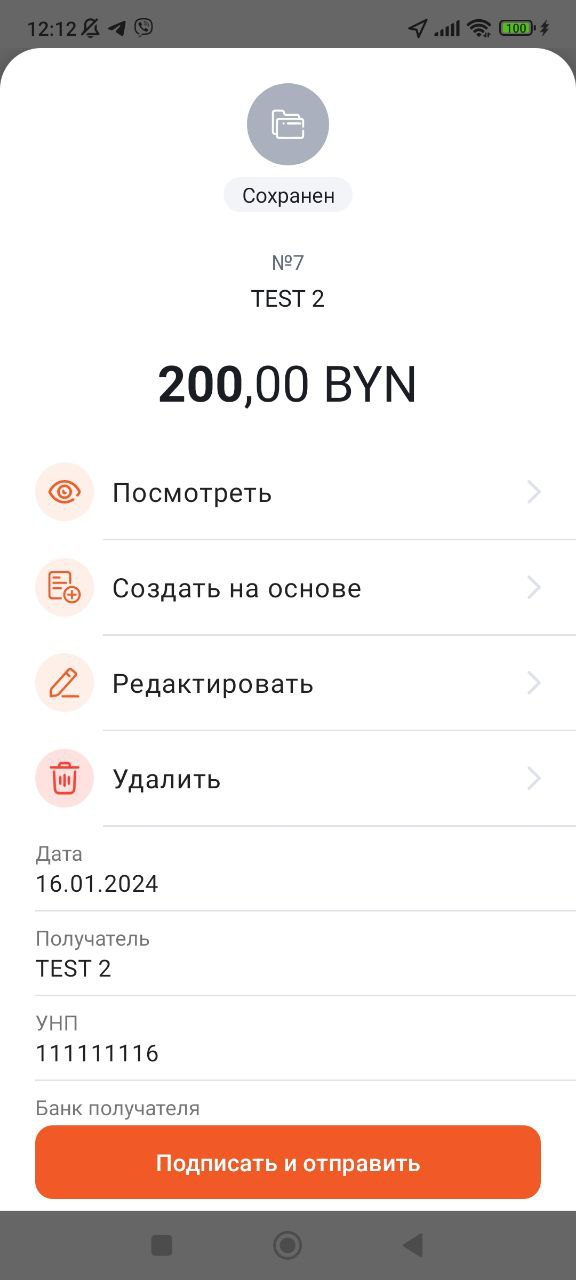 12:12
100
Сохранен
№7
TEST 2
200,00 BYN
Посмотреть
Создать на основе
Редактировать
Удалить
Дата
16.01.2024
Получатель
TEST 2
УНП
111111116
Банк получателя
Подписать и отправить